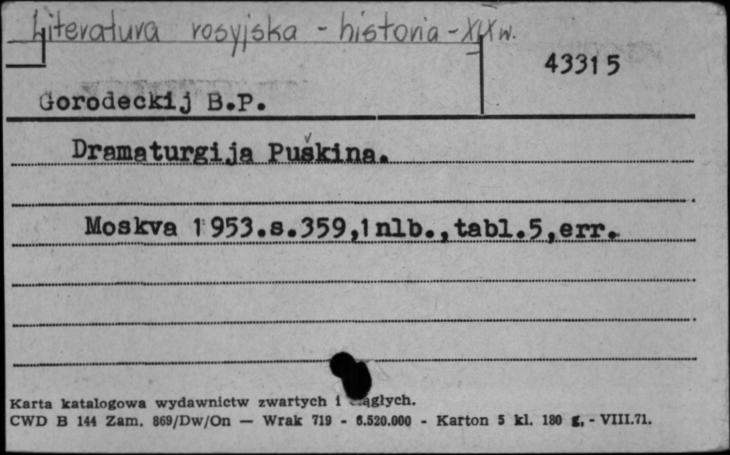 Literatura rosyjska - historia - XIX w.
43315
Gorodeckij B.P.
Dramaturgija Puškina.
Moskva 1953.s.359,1nlb.,tabl.5,err.
Karta katalogowa wydawnictw zwartych i ciągłych.
CWD B 144 Zam. 869/Dw/On — Wrak 719 - 6.520.000 - Karton 5 kl. 180 g. - VIII.71.